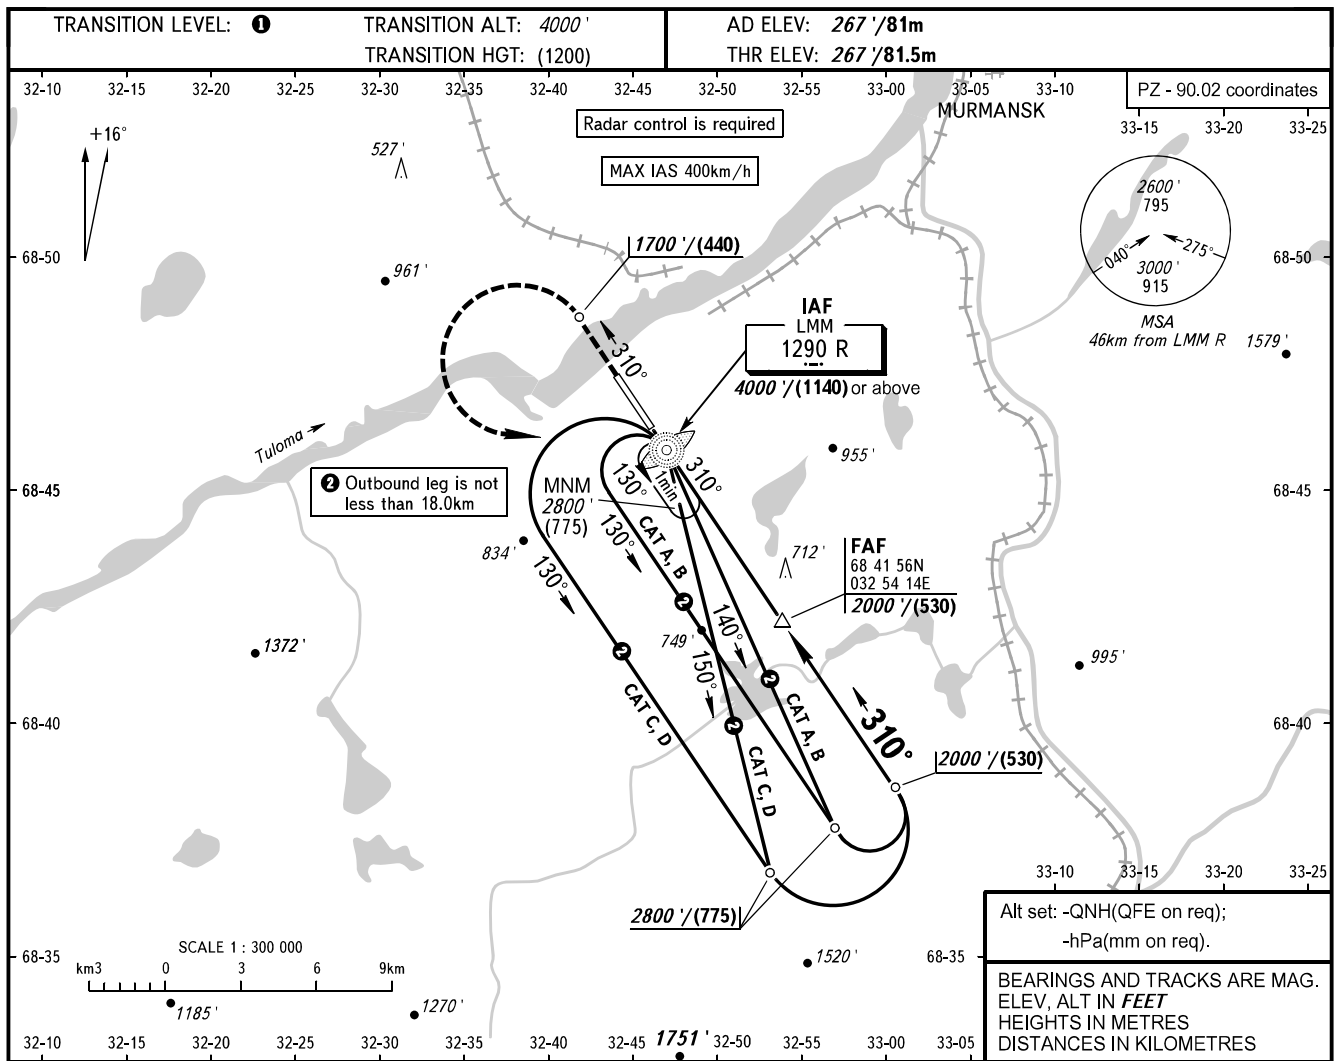 TRANSITION LEVEL: ❶
TRANSITION ALT: 4000'
TRANSITION HGT: (1200)
AD ELEV: 267'/81m
THR ELEV: 267'/81.5m
32-10 32-15 32-20 32-25 32-30 32-35 32-40 32-45 32-50 32-55 33-00 33-05 33-10
PZ - 90.02 coordinates
MURMANSK
33-15 33-20 33-25
Radar control is required
+16°
527'
MAX IAS 400km/h
2600'
795
040°
275°
3000'
915
MSA
46km from LMM R
1700'/(440)
68-50
68-50
961'
1579'
310°
IAF
LMM
1290 R
4000'/(1140) or above
Tuloma
955'
❷ Outbound leg is not
less than 18.0km
MNM
2800'
(775)
130°
1min
310°
68-45
68-45
834'
130°
130°
CAT A, B
712'
FAF
68 41 56N
032 54 14E
2000'/(530)
❷
❷
749'
140°
150°
1372'
995'
❷
❷
CAT C, D
CAT A, B
CAT C, D
310°
68-40
68-40
2000'/(530)
33-10 33-15 33-20 33-25
2800'/(775)
Alt set: -QNH(QFE on req);
-hPa(mm on req).
SCALE 1 : 300 000
km3 0 3 6 9km
1520'
68-35
68-35
1185'
1270'
1751'
BEARINGS AND TRACKS ARE MAG.
ELEV, ALT IN FEET
HEIGHTS IN METRES
DISTANCES IN KILOMETRES
32-10 32-15 32-20 32-25 32-30 32-35 32-40 32-45 32-50 32-55 33-00 33-05